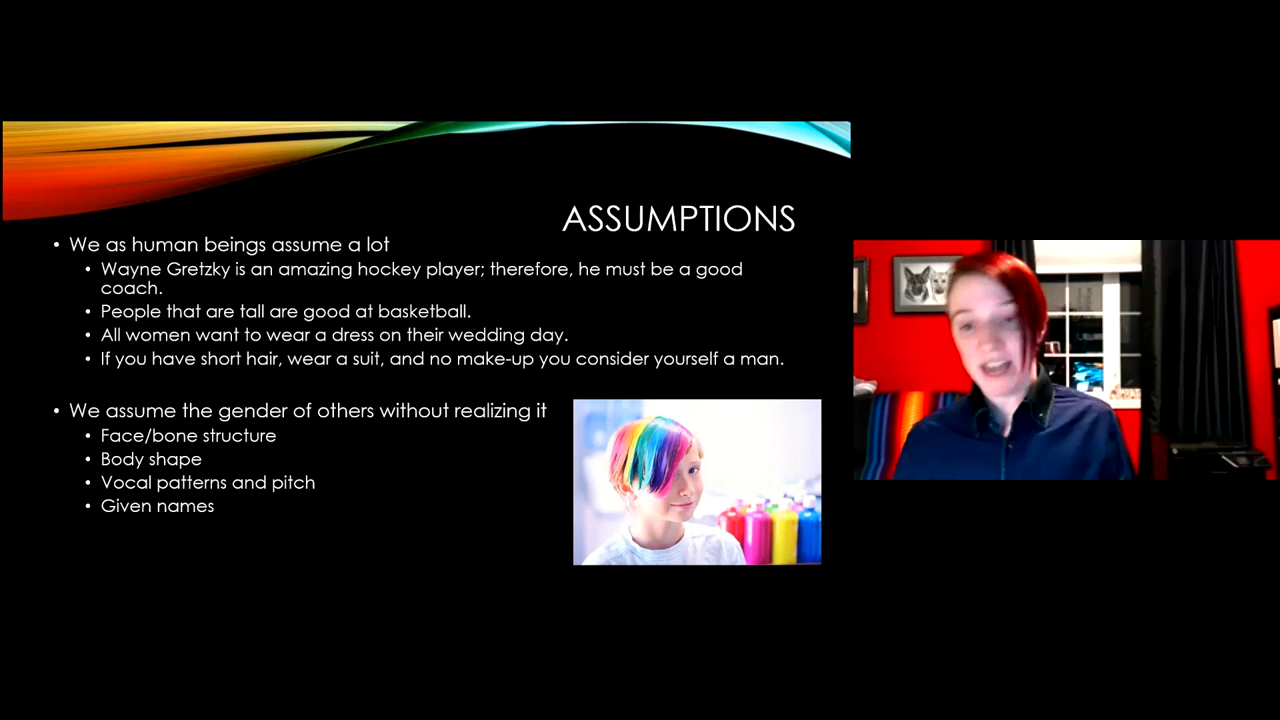 ASSUMPTIONS
• We as human beings assume a lot
• Wayne Gretzky is an amazing hockey player; therefore, he must be a good
coach.
• People that are tall are good at basketball.
• All women want to wear a dress on their wedding day.
• If you have short hair, wear a suit, and no make-up you consider yourself a man.
• We assume the gender of others without realizing it
• Face/bone structure
• Body shape
• Vocal patterns and pitch
• Given names